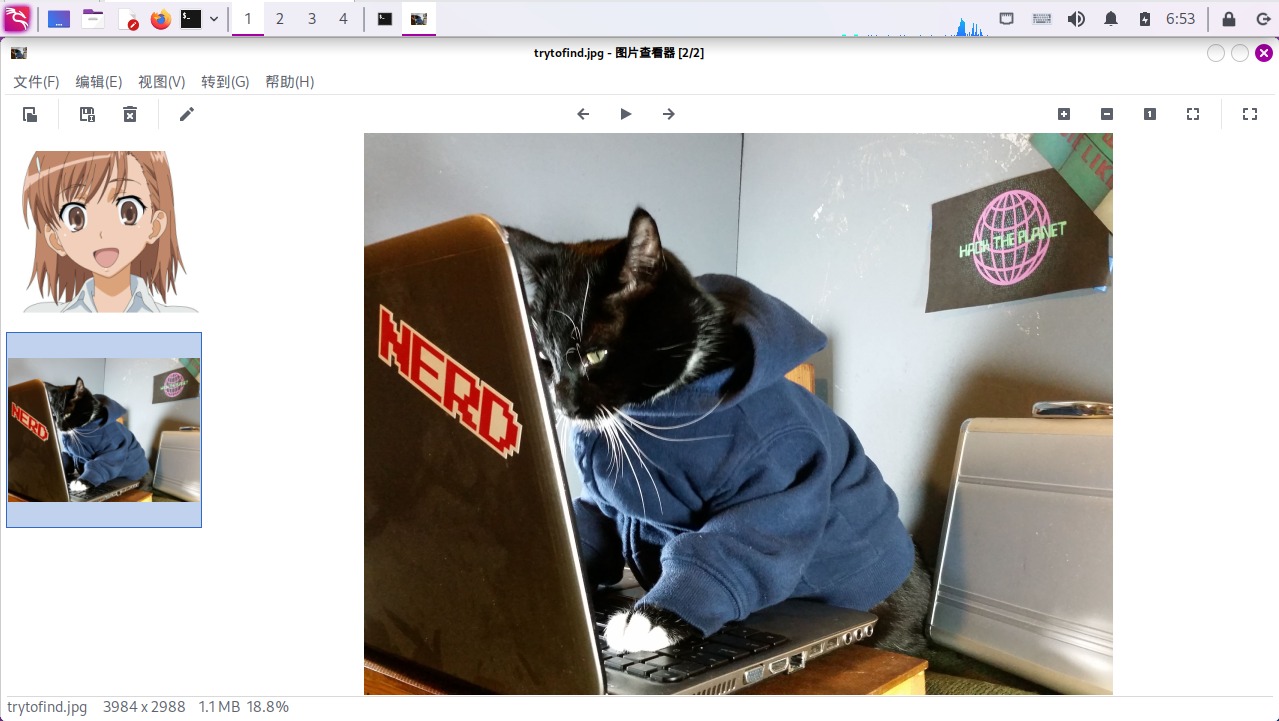 1 2 3 4 6:53
trytofind.jpg - 图片查看器 [2/2]
文件(F) 编辑(E) 视图(V) 转到(G) 帮助(H)
1
HACK THE PLANET
NERD
NERD
trytofind.jpg 3984 x 2988 1.1 MB 18.8%